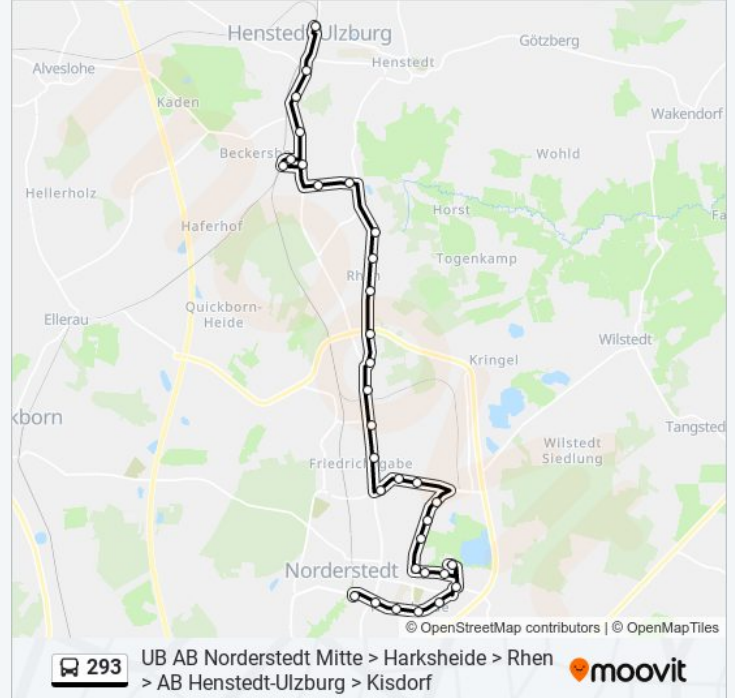 Henstedt-Ulzburg
Götzberg
Alveslohe
Henstedt
Kaden
Wakendorf
Wohld
Hellerholz
Horst
Haferhof
Togenkamp
Quickborn-
Heide
Ellerau
Wilstedt
Kringel
kborn
Tangsted
Wilstedt
Siedlung
Norderstedt
© OpenStreetMap contributors | © OpenMapTiles
293
UB AB Norderstedt Mitte > Harksheide > Rhen
> AB Henstedt-Ulzburg > Kisdorf
moovit